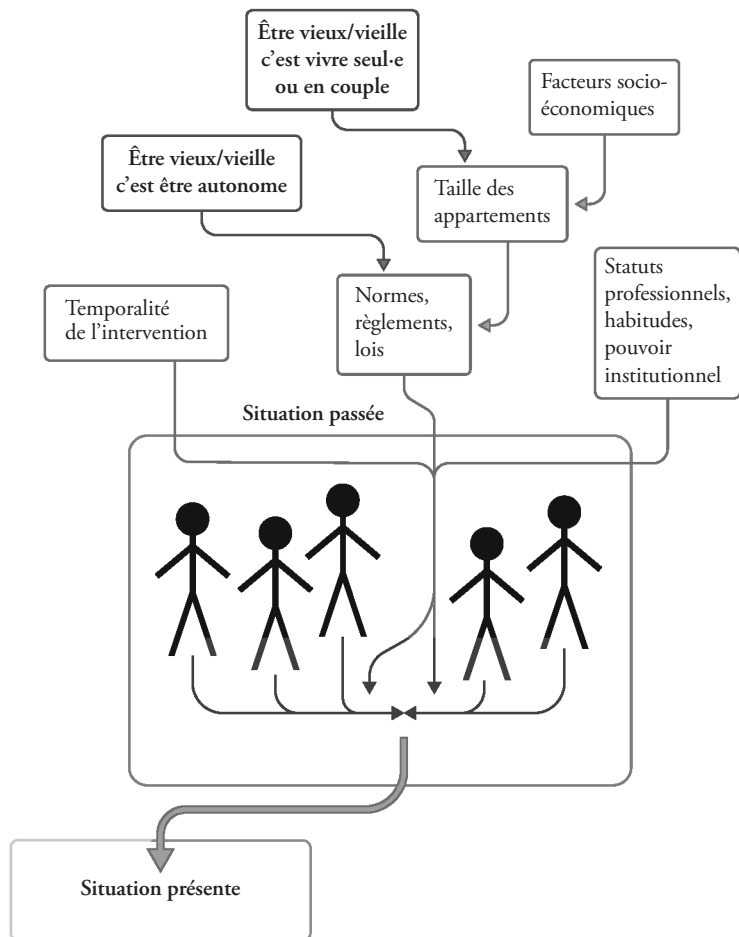 Être vieux/vieille
c’est vivre seul·e
ou en couple
Facteurs socio-
économiques
Être vieux/vieille
c’est être autonome
Taille des
appartements
Statuts
professionnels,
habitudes,
pouvoir
institutionnel
Temporalité
de l’intervention
Normes,
règlements,
lois
Situation passée
Situation présente